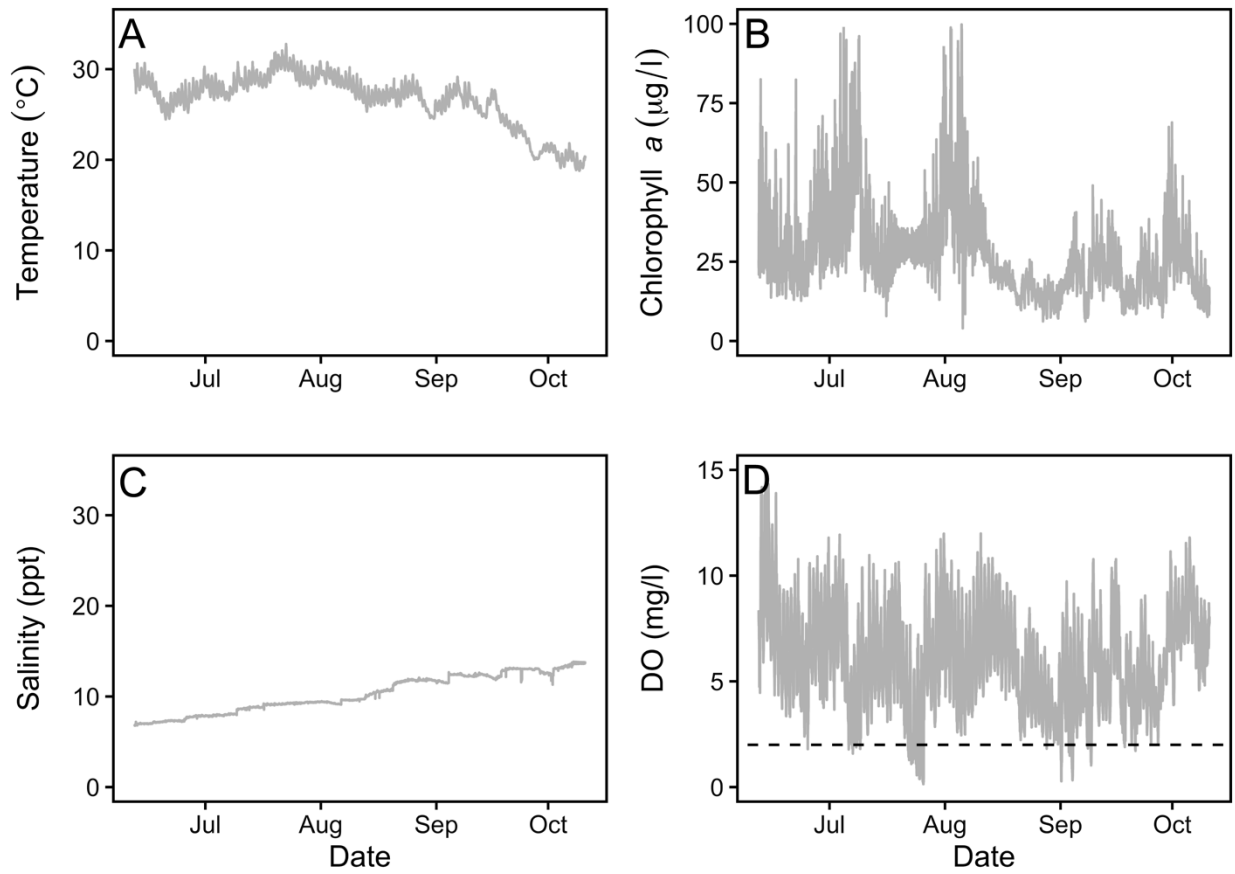 A
Temperature (°C)
30
20
10
0
Jul Aug Sep Oct
B
Chlorophyll a (µg/l)
100
75
50
25
0
Jul Aug Sep Oct
C
Salinity (ppt)
30
20
10
0
Jul Aug Sep Oct
Date
D
DO (mg/l)
15
10
5
0
Jul Aug Sep Oct
Date